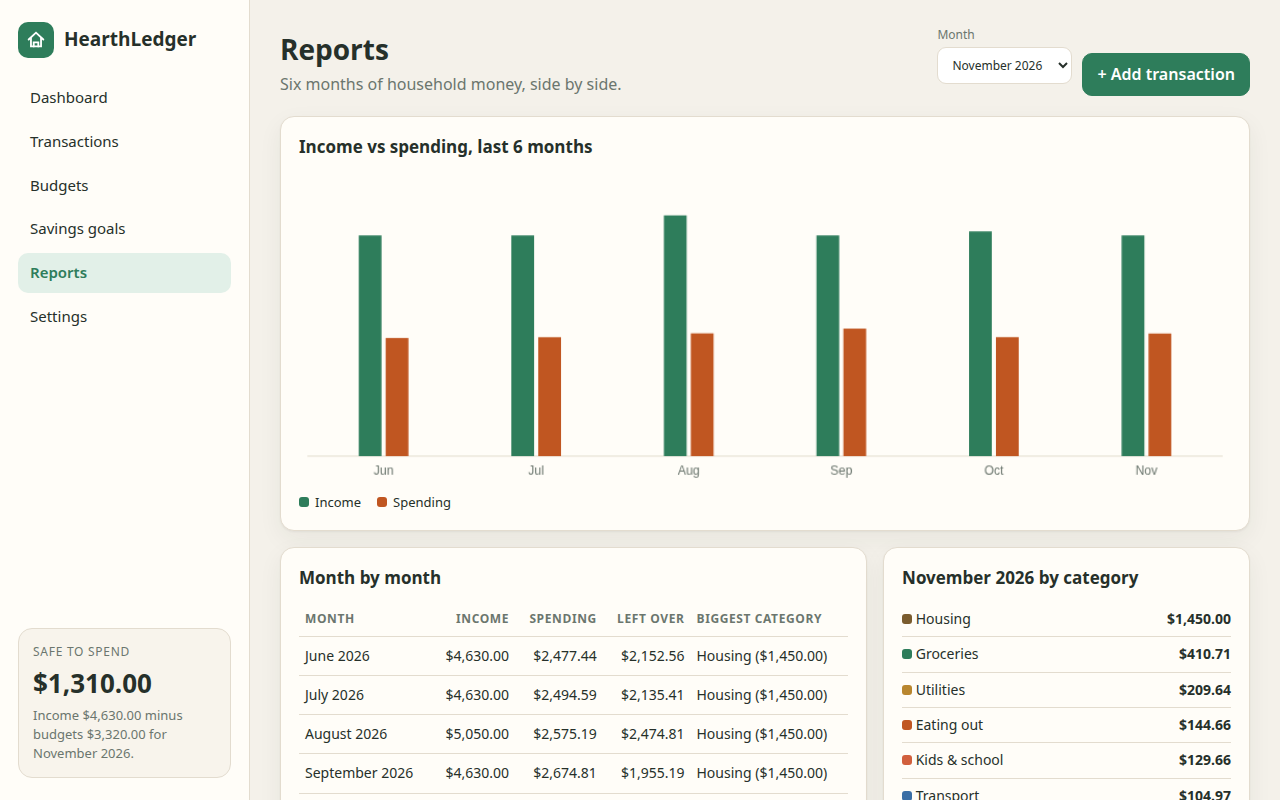 HearthLedger
Dashboard
Transactions
Budgets
Savings goals
Reports
Settings
SAFE TO SPEND
$1,310.00
Income $4,630.00 minus
budgets $3,320.00 for
November 2026.
Reports
Six months of household money, side by side.
Month
November 2026
+ Add transaction
Income vs spending, last 6 months
Jun Jul Aug Sep Oct Nov
Income Spending
Month by month
MONTH INCOME SPENDING LEFT OVER BIGGEST CATEGORY
June 2026 $4,630.00 $2,477.44 $2,152.56 Housing ($1,450.00)
July 2026 $4,630.00 $2,494.59 $2,135.41 Housing ($1,450.00)
August 2026 $5,050.00 $2,575.19 $2,474.81 Housing ($1,450.00)
September 2026 $4,630.00 $2,674.81 $1,955.19 Housing ($1,450.00)
November 2026 by category
Housing $1,450.00
Groceries $410.71
Utilities $209.64
Eating out $144.66
Kids & school $129.66
Transport $104.97